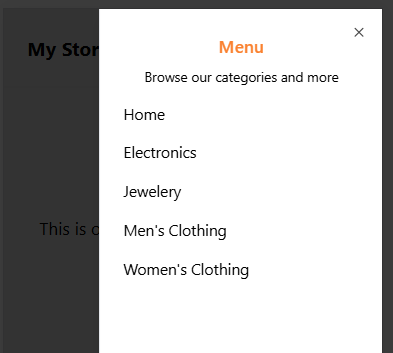 My Stor
Menu
Browse our categories and more
Home
Electronics
Jewelery
Men's Clothing
Women's Clothing
This is